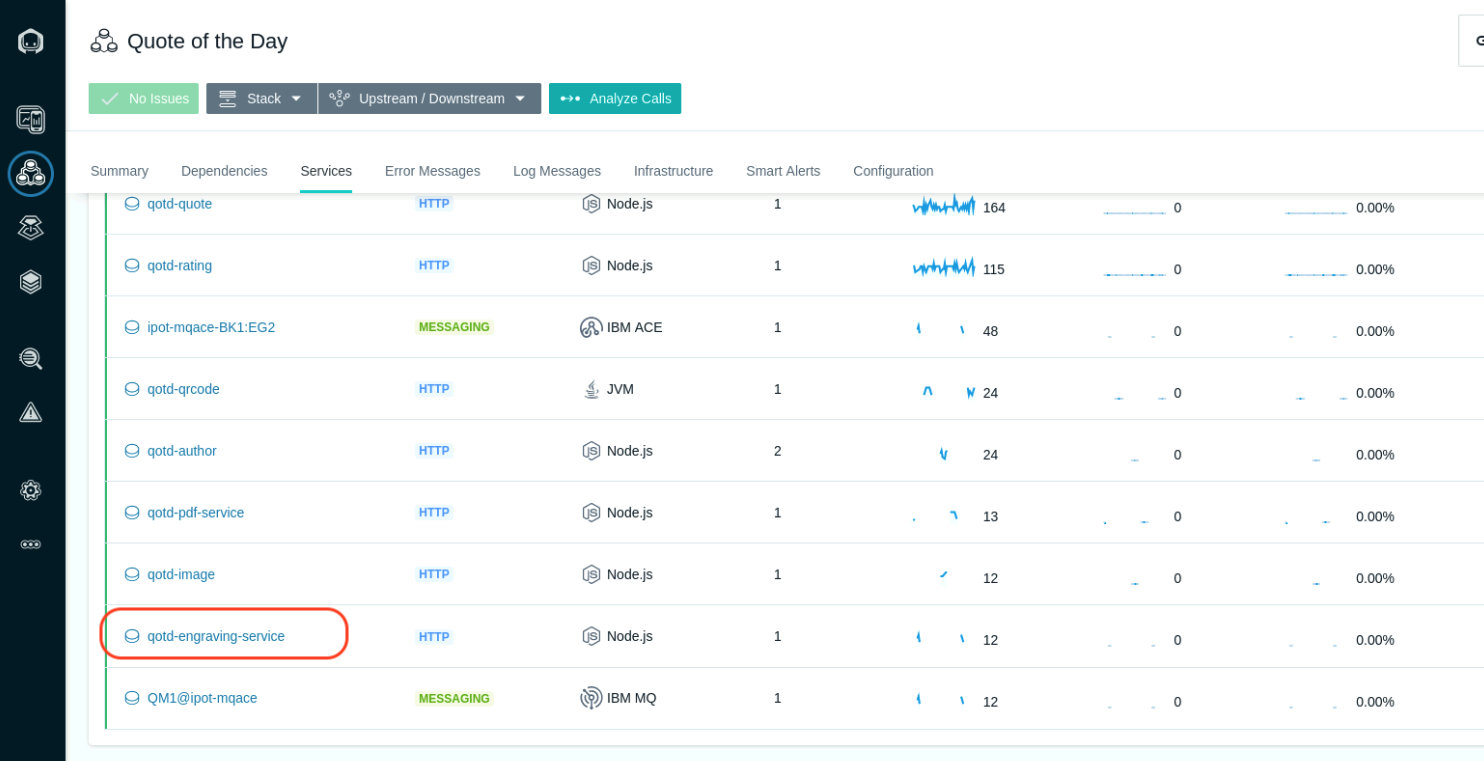 Quote of the Day
No Issues Stack Upstream / Downstream Analyze Calls
Summary Dependencies Services Error Messages Log Messages Infrastructure Smart Alerts Configuration
qotd-quote HTTP Node.js 1 164 0 0.00%
qotd-rating HTTP Node.js 1 115 0 0.00%
ipot-mqace-BK1:EG2 MESSAGING IBM ACE 1 48 0 0.00%
qotd-qrcode HTTP JVM 1 24 0 0.00%
qotd-author HTTP Node.js 2 24 0 0.00%
qotd-pdf-service HTTP Node.js 1 13 0 0.00%
qotd-image HTTP Node.js 1 12 0 0.00%
qotd-engraving-service HTTP Node.js 1 12 0 0.00%
QM1@ipot-mqace MESSAGING IBM MQ 1 12 0 0.00%